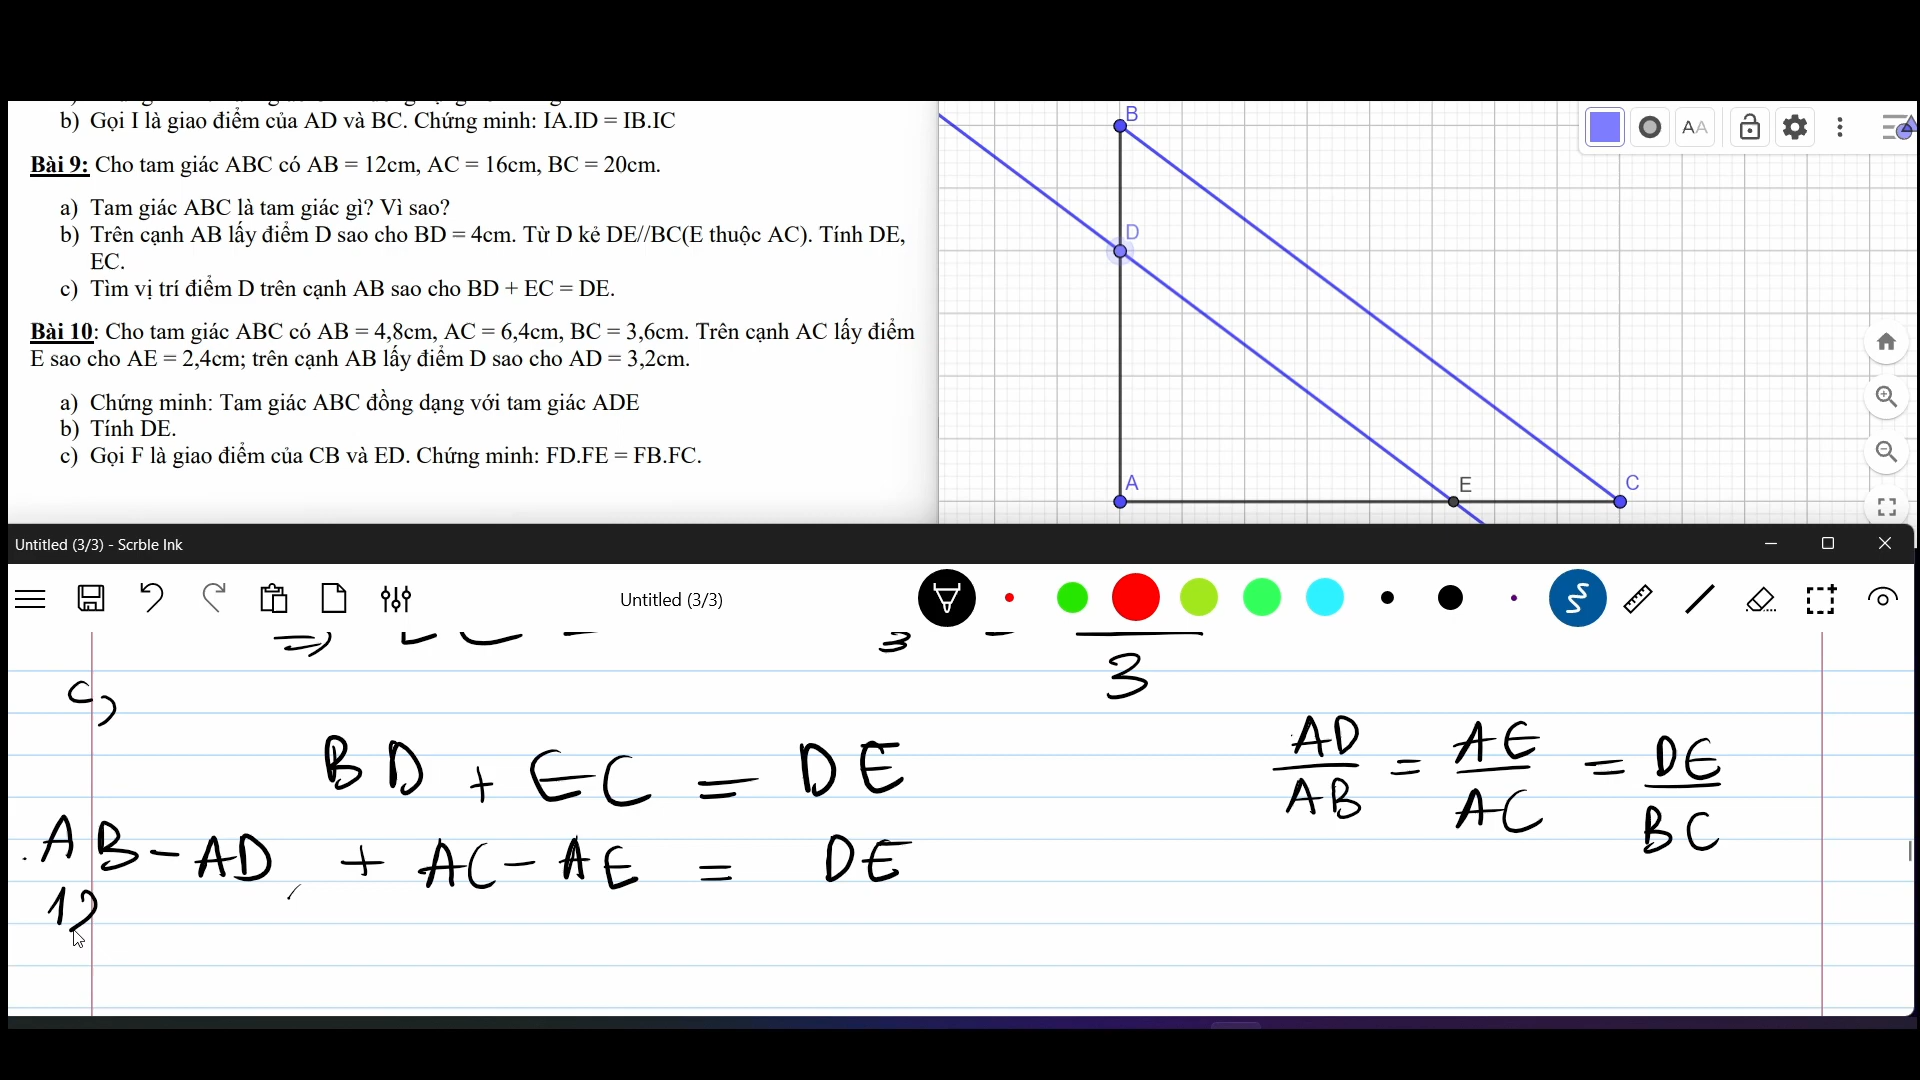 b) Gọi I là giao điểm của AD và BC. Chứng minh: IA.ID = IB.IC
Bài 9: Cho tam giác ABC có AB = 12cm, AC = 16cm, BC = 20cm.
a) Tam giác ABC là tam giác gì? Vì sao?
b) Trên cạnh AB lấy điểm D sao cho BD = 4cm. Từ D kẻ DE//BC(E thuộc AC). Tính DE,
EC.
c) Tìm vị trí điểm D trên cạnh AB sao cho BD + EC = DE.
Bài 10: Cho tam giác ABC có AB = 4,8cm, AC = 6,4cm, BC = 3,6cm. Trên cạnh AC lấy điểm
E sao cho AE = 2,4cm; trên cạnh AB lấy điểm D sao cho AD = 3,2cm.
a) Chứng minh: Tam giác ABC đồng dạng với tam giác ADE
b) Tính DE.
c) Gọi F là giao điểm của CB và ED. Chứng minh: FD.FE = FB.FC.
B
D
A
E
C
AA
Untitled (3/3) - Scrble Ink
Untitled (3/3)
3
3
c)
BD + EC = DE
AD/AB = AE/AC = DE/BC
AB - AD + AC - AE = DE
12